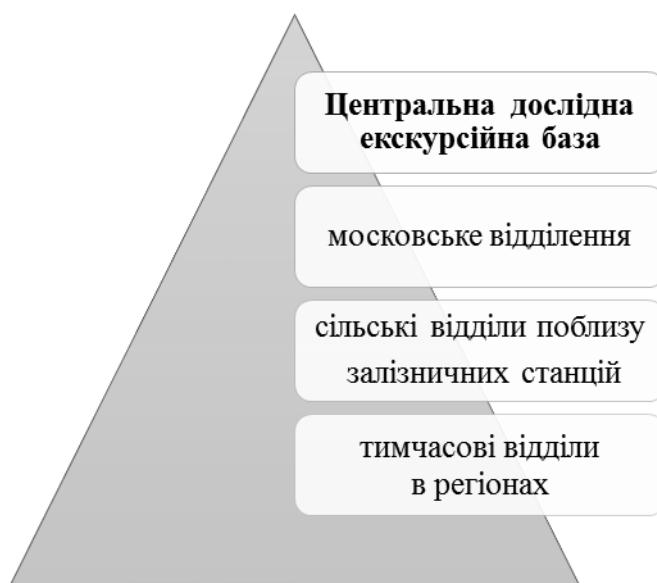 Центральна дослідна
екскурсійна база
московське відділення
сільські відділи поблизу
залізничних станцій
тимчасові відділи
в регіонах